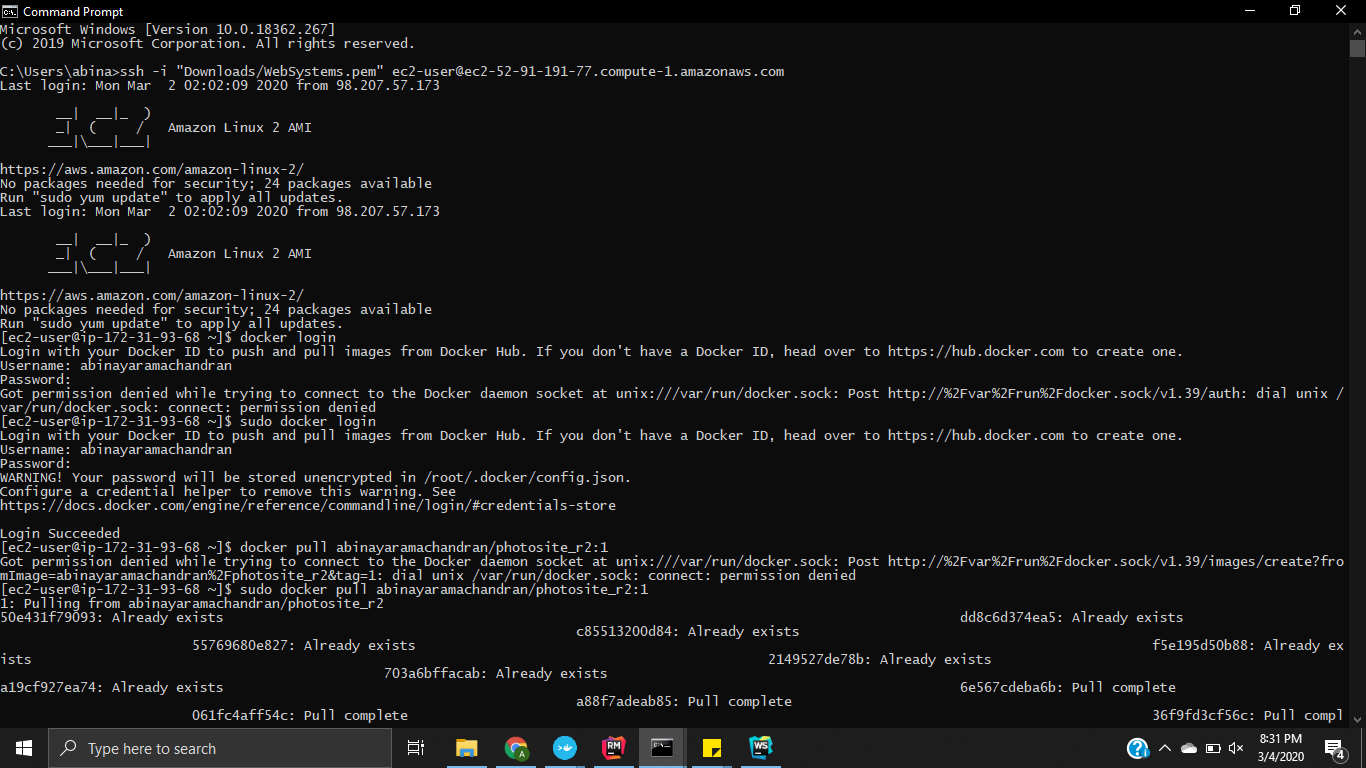 Command Prompt
Microsoft Windows [Version 10.0.18362.267]
(c) 2019 Microsoft Corporation. All rights reserved.
C:\Users\abina>ssh -i "Downloads/WebSystems.pem" ec2-user@ec2-52-91-191-77.compute-1.amazonaws.com
Last login: Mon Mar  2 02:02:09 2020 from 98.207.57.173
       __|  __|_  )
       _|  (     /   Amazon Linux 2 AMI
      ___|\___|___|
https://aws.amazon.com/amazon-linux-2/
No packages needed for security; 24 packages available
Run "sudo yum update" to apply all updates.
Last login: Mon Mar  2 02:02:09 2020 from 98.207.57.173
       __|  __|_  )
       _|  (     /   Amazon Linux 2 AMI
      ___|\___|___|
https://aws.amazon.com/amazon-linux-2/
No packages needed for security; 24 packages available
Run "sudo yum update" to apply all updates.
[ec2-user@ip-172-31-93-68 ~]$ docker login
Login with your Docker ID to push and pull images from Docker Hub. If you don't have a Docker ID, head over to https://hub.docker.com to create one.
Username: abinayaramachandran
Password:
Got permission denied while trying to connect to the Docker daemon socket at unix:///var/run/docker.sock: Post http://%2Fvar%2Frun%2Fdocker.sock/v1.39/auth: dial unix /
var/run/docker.sock: connect: permission denied
[ec2-user@ip-172-31-93-68 ~]$ sudo docker login
Login with your Docker ID to push and pull images from Docker Hub. If you don't have a Docker ID, head over to https://hub.docker.com to create one.
Username: abinayaramachandran
Password:
WARNING! Your password will be stored unencrypted in /root/.docker/config.json.
Configure a credential helper to remove this warning. See
https://docs.docker.com/engine/reference/commandline/login/#credentials-store
Login Succeeded
[ec2-user@ip-172-31-93-68 ~]$ docker pull abinayaramachandran/photosite_r2:1
Got permission denied while trying to connect to the Docker daemon socket at unix:///var/run/docker.sock: Post http://%2Fvar%2Frun%2Fdocker.sock/v1.39/images/create?fro
mImage=abinayaramachandran%2Fphotosite_r2&tag=1: dial unix /var/run/docker.sock: connect: permission denied
[ec2-user@ip-172-31-93-68 ~]$ sudo docker pull abinayaramachandran/photosite_r2:1
1: Pulling from abinayaramachandran/photosite_r2
50e431f79093: Already exists dd8c6d374ea5: Already exists
c85513200d84: Already exists
55769680e827: Already exists f5e195d50b88: Already ex
ists 2149527de78b: Already exists
703a6bffacab: Already exists
a19cf927ea74: Already exists 6e567cdeba6b: Pull complete
a88f7adeab85: Pull complete
061fc4aff54c: Pull complete 36f9fd3cf56c: Pull compl
Type here to search
A
RM
C:\_
WS
8:31 PM
3/4/2020
4